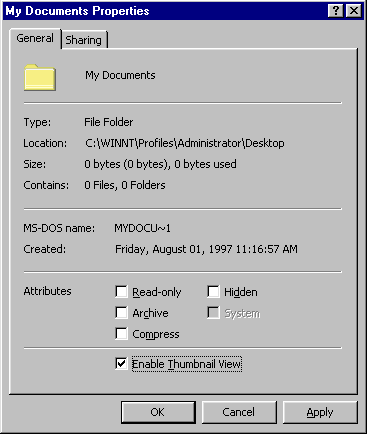 My Documents Properties
General Sharing
My Documents
Type: File Folder
Location: C:\WINNT\Profiles\Administrator\Desktop
Size: 0 bytes (0 bytes), 0 bytes used
Contains: 0 Files, 0 Folders
MS-DOS name: MYDOCU~1
Created: Friday, August 01, 1997 11:16:57 AM
Attributes Read-only Hidden
Archive System
Compress
Enable Thumbnail View
OK Cancel Apply